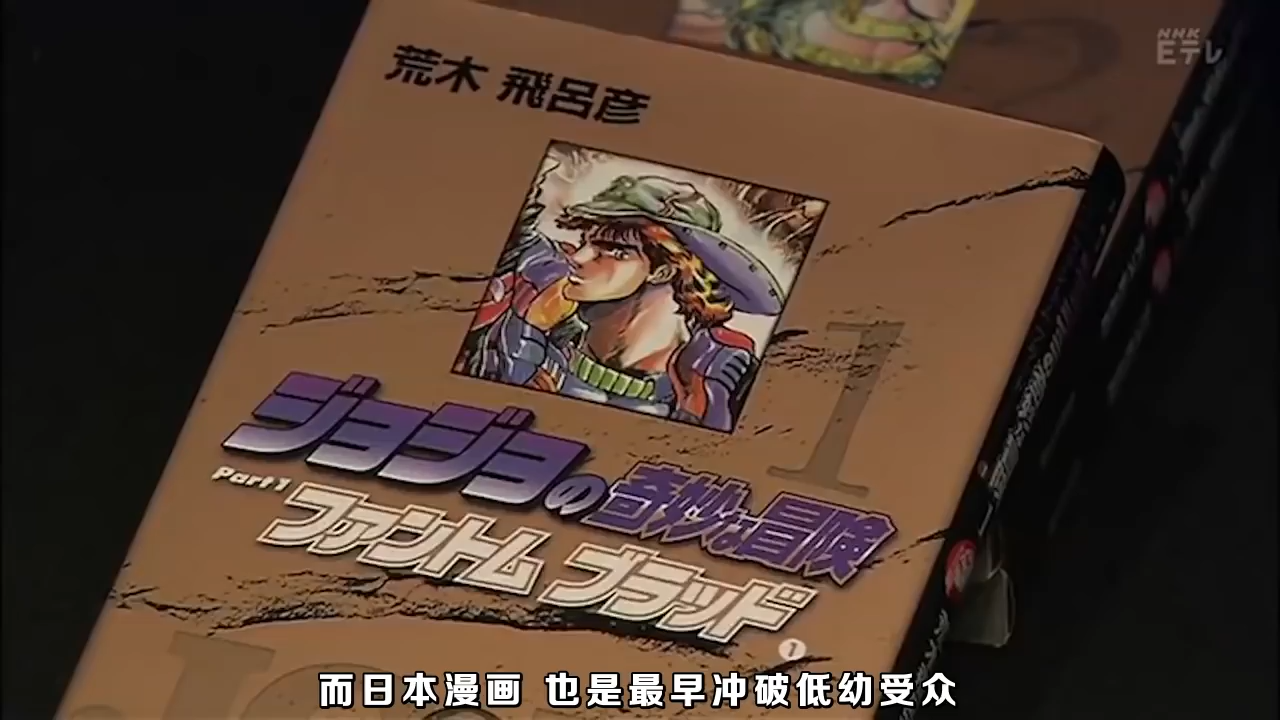 NHK
Eテレ
荒木 飛呂彦
1
ジョジョの奇妙な冒険
Part1
ファントム ブラッド
1
而日本漫画 也是最早冲破低幼受众